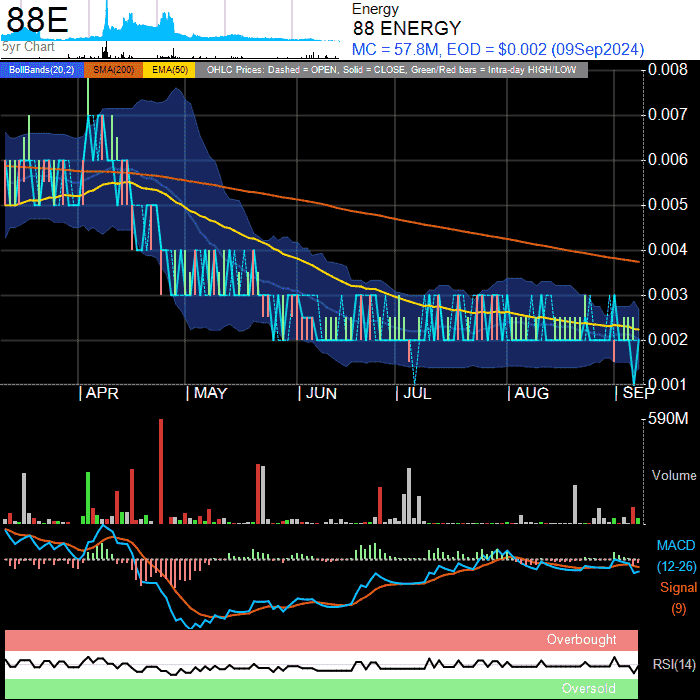 88E
5yr Chart
Energy
88 ENERGY
MC = 57.8M, EOD = $0.002 (09Sep2024)
BollBands(20,2) SMA(200) EMA(50) OHLC Prices: Dashed = OPEN, Solid = CLOSE, Green/Red bars = Intra-day HIGH/LOW
0.008
0.007
0.006
0.005
0.004
0.003
0.002
0.001
APR MAY JUN JUL AUG SEP
590M
Volume
MACD
(12-26)
Signal
(9)
Overbought
RSI(14)
Oversold